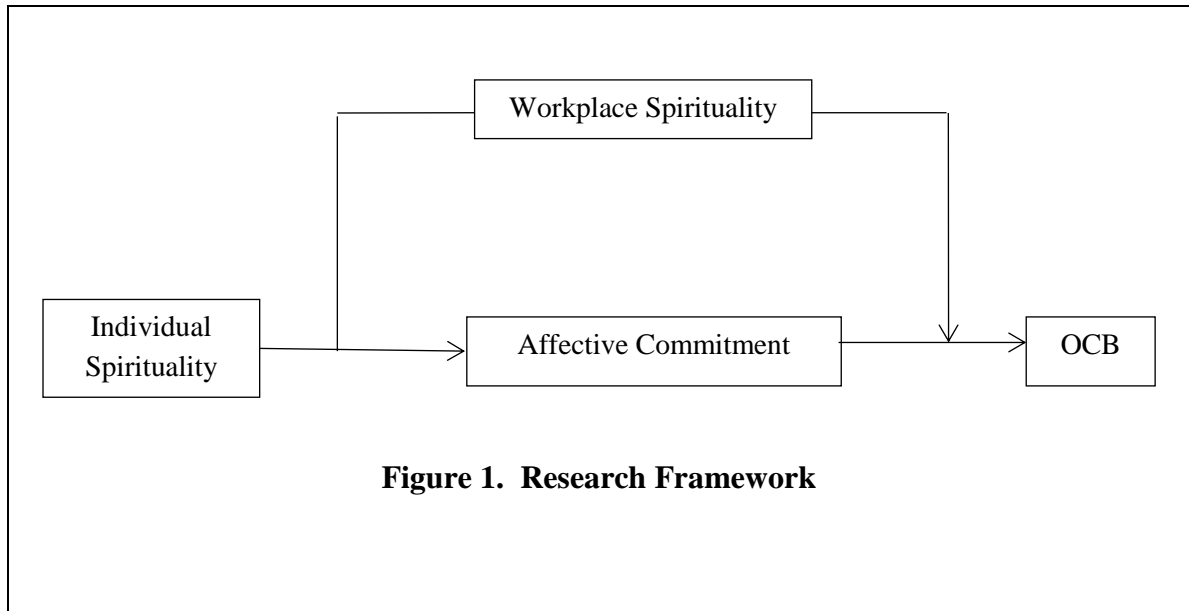 Workplace Spirituality
Individual
Spirituality
Affective Commitment
OCB
Figure 1. Research Framework